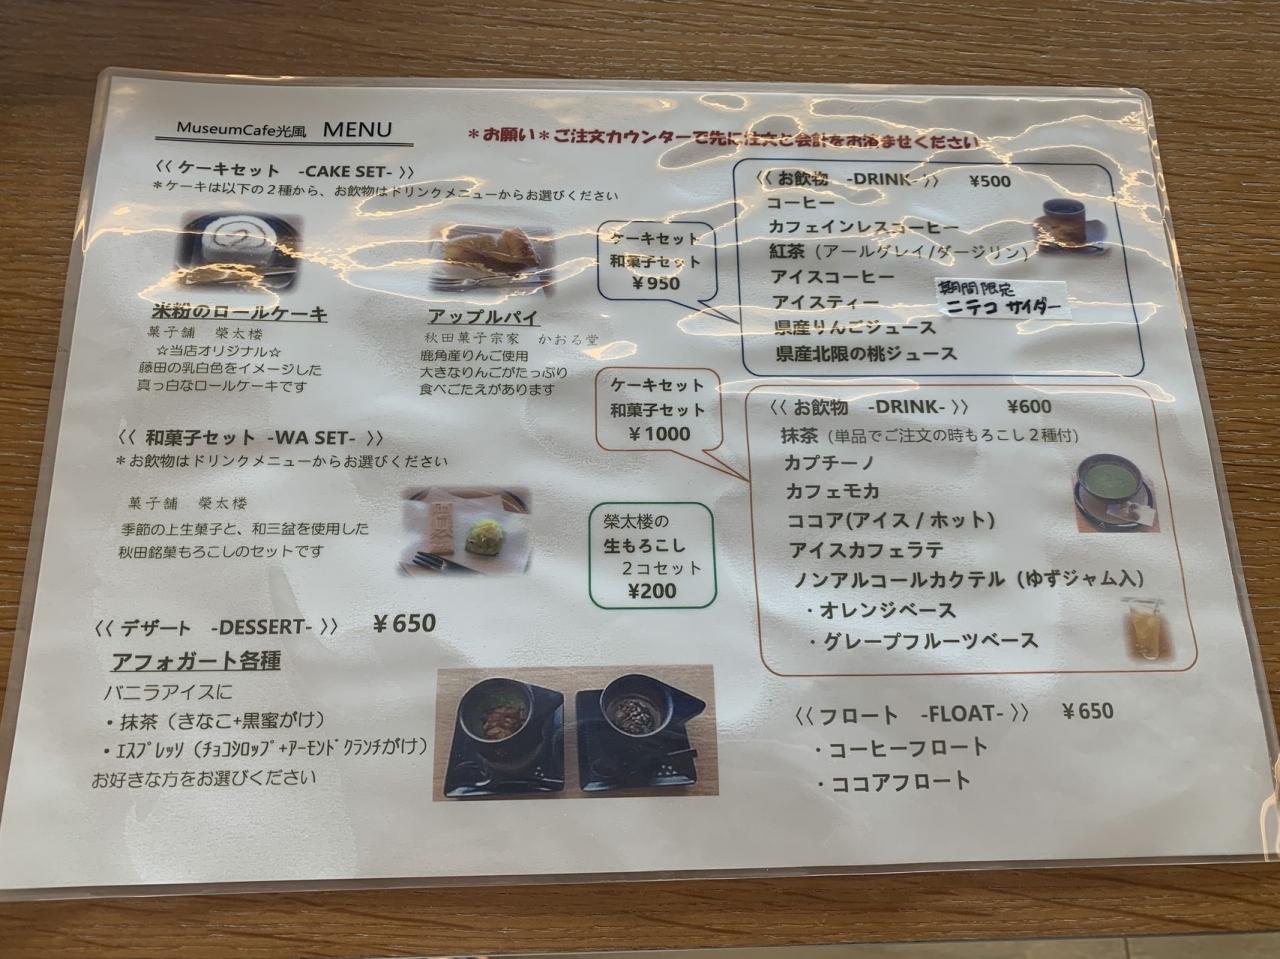 MuseumCafe光風 MENU
＊お願い＊ご注文カウンターで先に注文と会計をお済ませください
〈〈 ケーキセット -CAKE SET- 〉〉
＊ケーキは以下の２種から、お飲物はドリンクメニューからお選びください
米粉のロールケーキ
菓子舗 榮太楼
☆当店オリジナル☆
藤田の乳白色をイメージした
真っ白なロールケーキです
アップルパイ
秋田菓子宗家 かおる堂
鹿角産りんご使用
大きなりんごがたっぷり
食べごたえがあります
〈〈 和菓子セット -WA SET- 〉〉
＊お飲物はドリンクメニューからお選びください
菓子舗 榮太楼
季節の上生菓子と、和三盆を使用した
秋田銘菓もろこしのセットです
〈〈 デザート -DESSERT- 〉〉 ￥650
アフォガート各種
バニラアイスに
・抹茶（きなこ+黒蜜がけ）
・ｴｽﾌﾟﾚｯｿ（ﾁｮｺｼﾛｯﾌﾟ+ｱｰﾓﾝﾄﾞｸﾗﾝﾁがけ）
お好きな方をお選びください
ケーキセット
和菓子セット
￥950
ケーキセット
和菓子セット
￥1000
榮太楼の
生もろこし
２コセット
¥200
〈〈 お飲物 -DRINK- 〉〉 ¥500
コーヒー
カフェインレスコーヒー
紅茶（アールグレイ/ダージリン）
アイスコーヒー
アイスティー
県産りんごジュース
県産北限の桃ジュース
期間限定
ニテコサイダー
〈〈 お飲物 -DRINK- 〉〉 ¥600
抹茶（単品でご注文の時もろこし２種付）
カプチーノ
カフェモカ
ココア(アイス / ホット)
アイスカフェラテ
ノンアルコールカクテル（ゆずジャム入）
・オレンジベース
・グレープフルーツベース
〈〈 フロート -FLOAT- 〉〉 ￥650
・コーヒーフロート
・ココアフロート